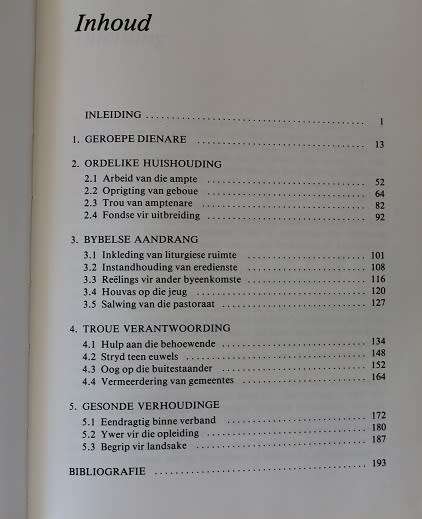 Inhoud
INLEIDING ........................................ 1
1. GEROEPE DIENARE .............................. 13
2. ORDELIKE HUISHOUDING
2.1 Arbeid van die ampte ............................ 52
2.2 Oprigting van geboue ............................ 64
2.3 Trou van amptenare ............................ 82
2.4 Fondse vir uitbreiding ............................ 92
3. BYBELSE AANDRANG
3.1 Inkleding van liturgiese ruimte .................... 101
3.2 Instandhouding van eredienste .................... 108
3.3 Reëlings vir ander byeenkomste .................... 116
3.4 Houvas op die jeug .............................. 120
3.5 Salwing van die pastoraat ........................ 127
4. TROUE VERANTWOORDING
4.1 Hulp aan die behoewende ........................ 134
4.2 Stryd teen euwels .............................. 148
4.3 Oog op die buitestaander ........................ 152
4.4 Vermeerdering van gemeentes .................... 164
5. GESONDE VERHOUDINGE
5.1 Eendragtig binne verband ........................ 172
5.2 Ywer vir die opleiding .......................... 180
5.3 Begrip vir landsake .............................. 187
BIBLIOGRAFIE .................................... 193